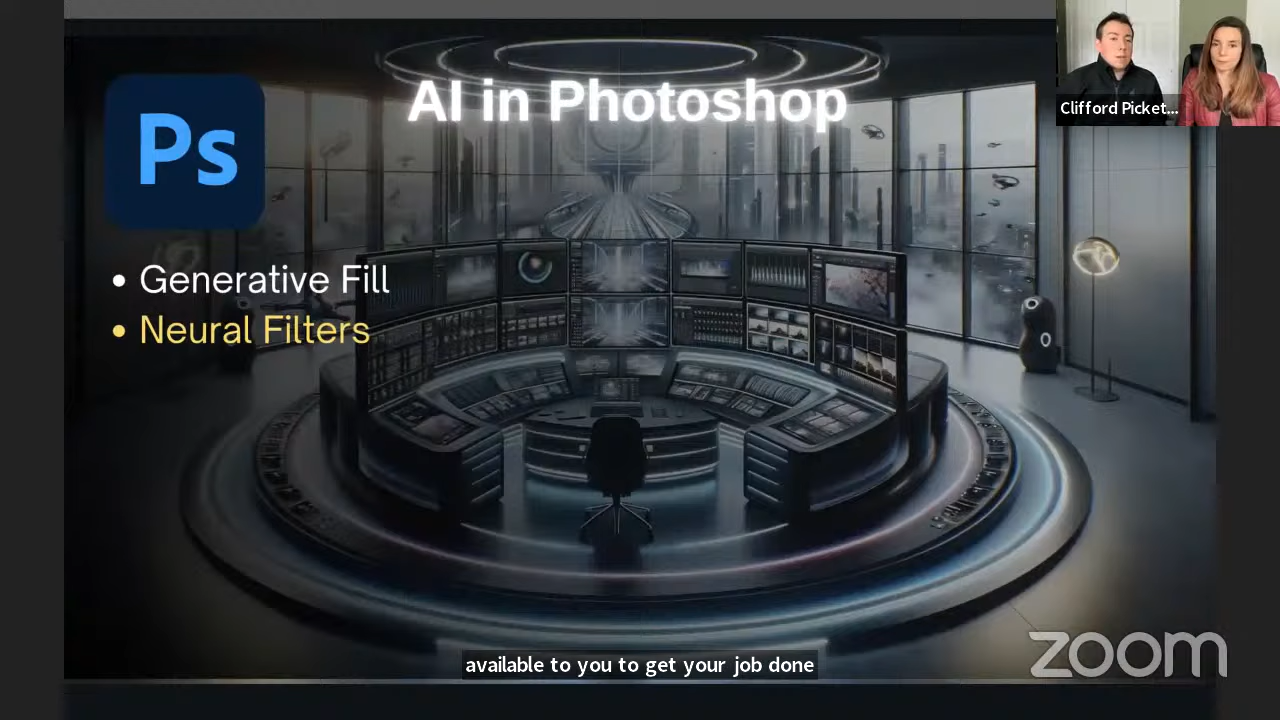 AI in Photoshop
Ps
• Generative Fill
• Neural Filters
Clifford Picket...
available to you to get your job done
zoom